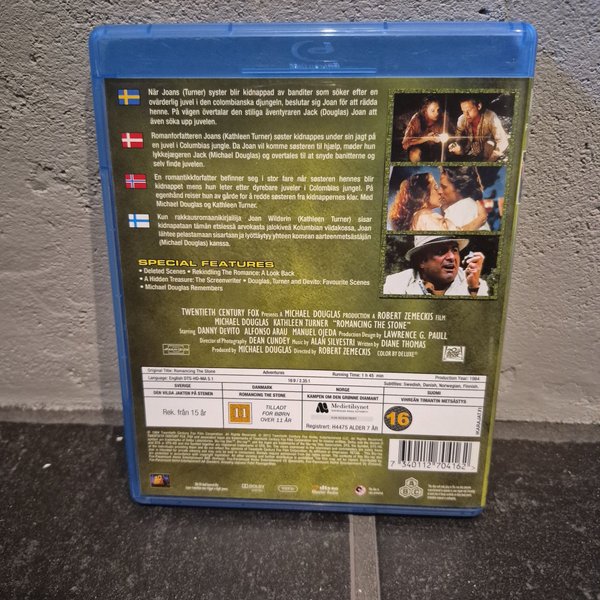 När Joans (Turner) syster blir kidnappad av banditer som söker efter en
ovärderlig juvel i den colombianska djungeln, beslutar sig Joan för att rädda
henne. På vägen övertalar den stiliga äventyraren Jack (Douglas) Joan att
även söka upp juvelen.
Romanforfatteren Joans (Kathleen Turner) søster kidnappes under sin jagt på
en juvel i Columbias jungle. Da Joan vil komme søsteren til hjælp, møder hun
lykkejægeren Jack (Michael Douglas) og overtales til at snyde banditterne og
selv finde juvelen.
En romantikkforfatter befinner seg i stor fare når søsteren hennes blir
kidnappet mens hun leter etter dyrebare juveler i Colombias jungel. På
egenhånd reiser hun av gårde for å redde søsteren fra kidnappernes klør. Med
Michael Douglas og Kathleen Turner.
Kun rakkausromaanikirjailija Joan Wilderin (Kathleen Turner) sisar
kidnapataan tämän etsiessä arvokasta jalokiveä Kolumbian viidakossa, Joan
lähtee pelastamaan sisartaan ja lyöttäytyy yhteen komean aarteenmetsästäjän
(Michael Douglas) kanssa.
SPECIAL FEATURES
• Deleted Scenes • Rekindling The Romance: A Look Back
• A Hidden Treasure: The Screenwriter • Douglas, Turner and Devito: Favourite Scenes
• Michael Douglas Remembers
TWENTIETH CENTURY FOX Presents A MICHAEL DOUGLAS PRODUCTION A ROBERT ZEMECKIS FILM
MICHAEL DOUGLAS KATHLEEN TURNER "ROMANCING THE STONE"
Starring DANNY DEVITO ALFONSO ARAU MANUEL OJEDA Production Design by LAWRENCE G. PAULL
Director of Photography DEAN CUNDEY Music by ALAN SILVESTRI Written by DIANE THOMAS
Produced by MICHAEL DOUGLAS Directed by ROBERT ZEMECKIS COLOR BY DELUXE®
Original Title: Romancing The Stone Adventures Running Time: 1 h 45 min Production Year: 1984
Language: English DTS-HD-MA 5.1 16:9 / 2.35:1 Subtitles: Swedish, Danish, Norwegian, Finnish.
SVERIGE DANMARK NORGE SUOMI
DEN VILDA JAKTEN PÅ STENEN ROMANCING THE STONE KAMPEN OM DEN GRØNNE DIAMANT VIHREÄN TIMANTIN METSÄSTYS
Rek. från 15 år
11
TILLADT
FOR BØRN
OVER 11 ÅR
Medietilsynet
Registrert: H4475 ALDER 7 ÅR
16
7 340112 704162
DOLBY